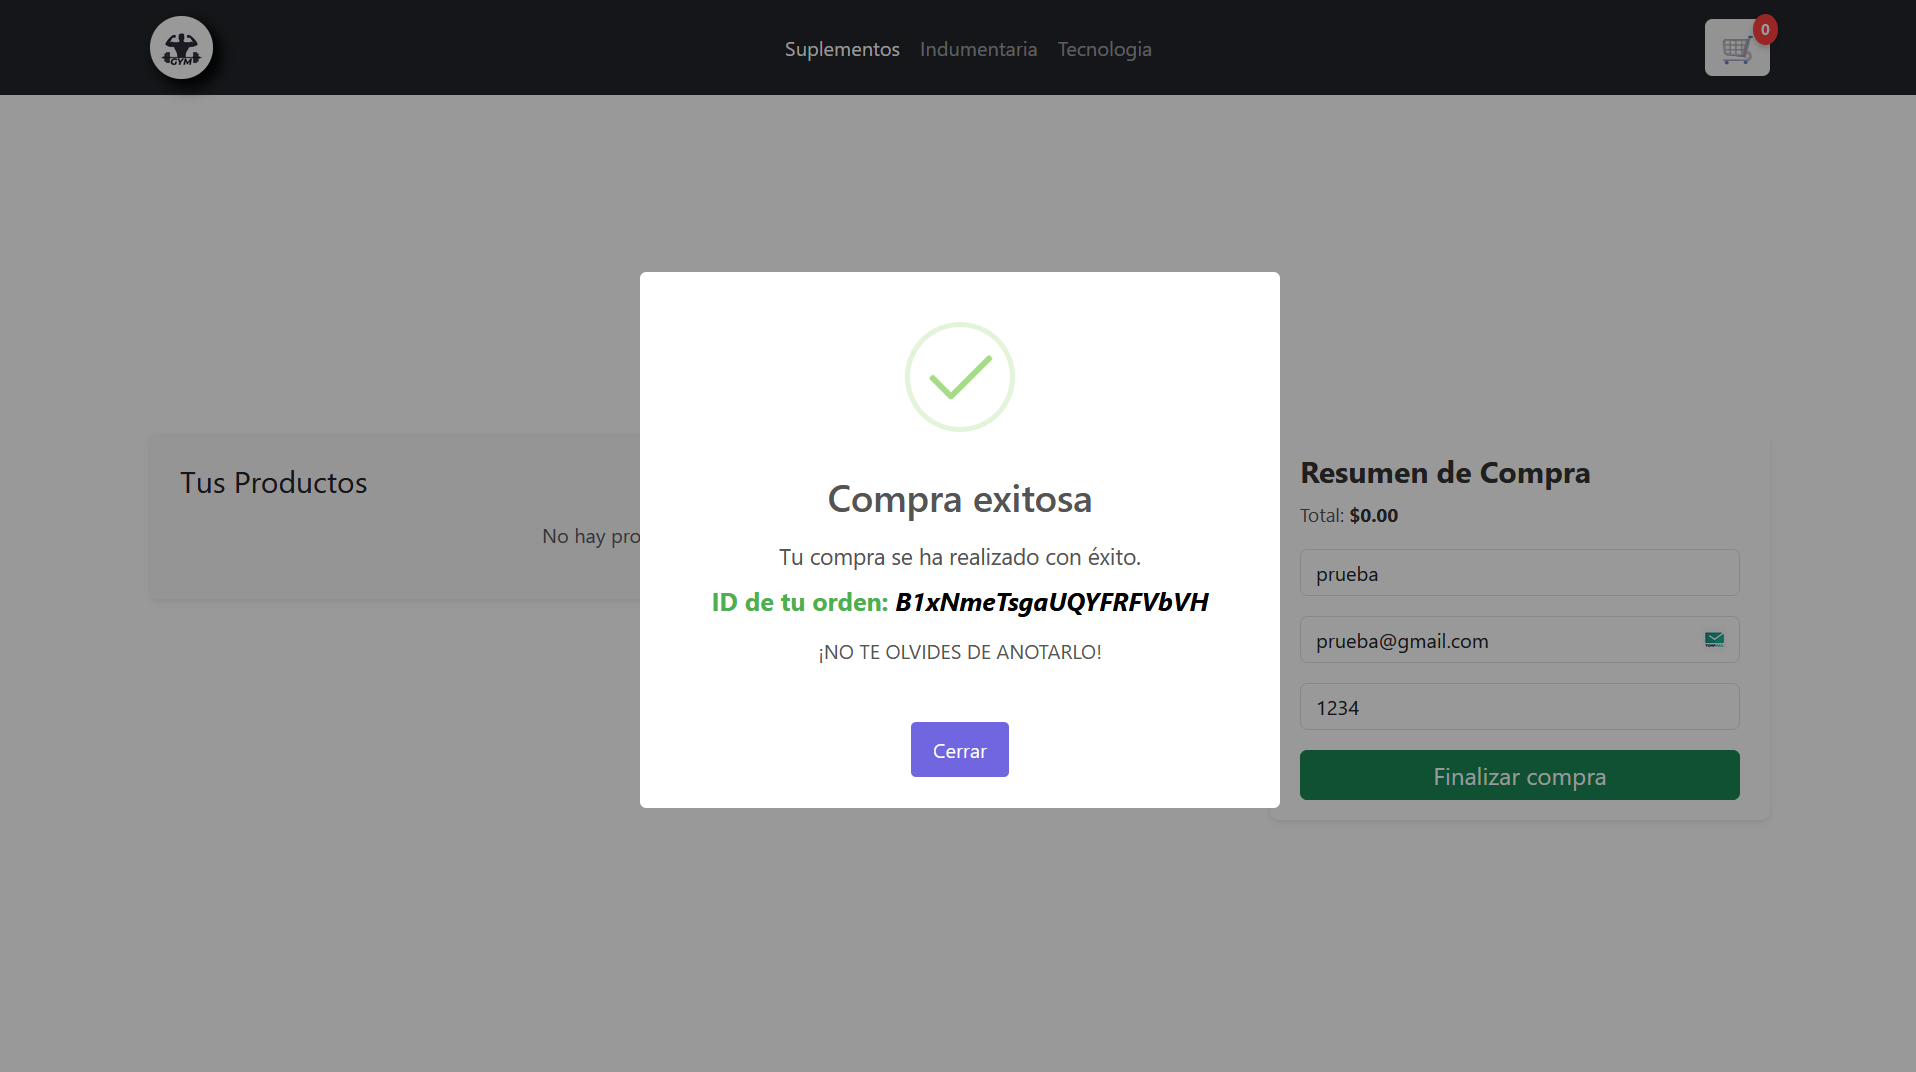 GYM
Suplementos Indumentaria Tecnologia
0
Compra exitosa
Tu compra se ha realizado con éxito.
ID de tu orden: B1xNmeTsgaUQYFRFVbVH
¡NO TE OLVIDES DE ANOTARLO!
Cerrar
Tus Productos
No hay pro
Resumen de Compra
Total: $0.00
prueba
prueba@gmail.com
1234
Finalizar compra